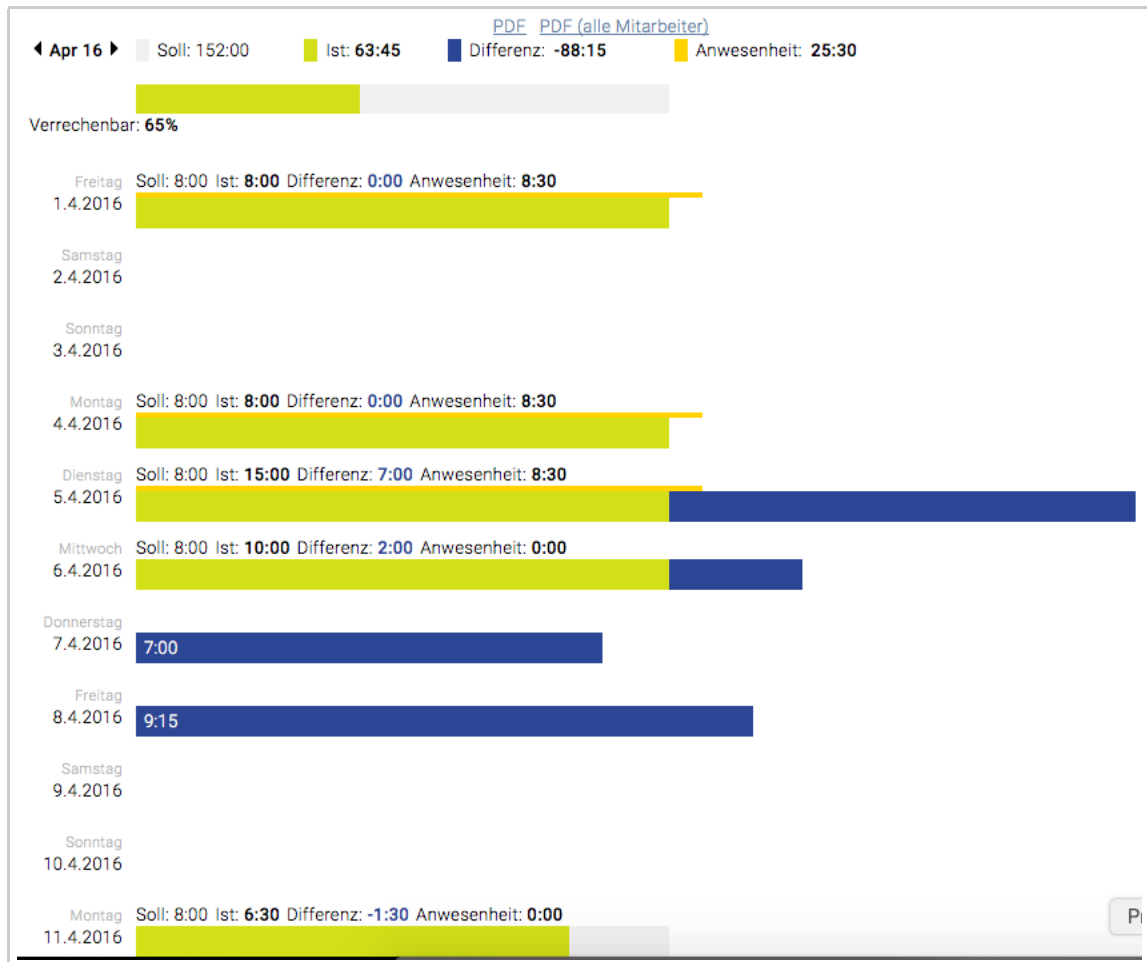 PDF PDF (alle Mitarbeiter)
Apr 16 Soll: 152:00 Ist: 63:45 Differenz: -88:15 Anwesenheit: 25:30
Verrechenbar: 65%
Freitag Soll: 8:00 Ist: 8:00 Differenz: 0:00 Anwesenheit: 8:30
1.4.2016
Samstag
2.4.2016
Sonntag
3.4.2016
Montag Soll: 8:00 Ist: 8:00 Differenz: 0:00 Anwesenheit: 8:30
4.4.2016
Dienstag Soll: 8:00 Ist: 15:00 Differenz: 7:00 Anwesenheit: 8:30
5.4.2016
Mittwoch Soll: 8:00 Ist: 10:00 Differenz: 2:00 Anwesenheit: 0:00
6.4.2016
Donnerstag
7.4.2016 7:00
Freitag
8.4.2016 9:15
Samstag
9.4.2016
Sonntag
10.4.2016
Montag Soll: 8:00 Ist: 6:30 Differenz: -1:30 Anwesenheit: 0:00
11.4.2016